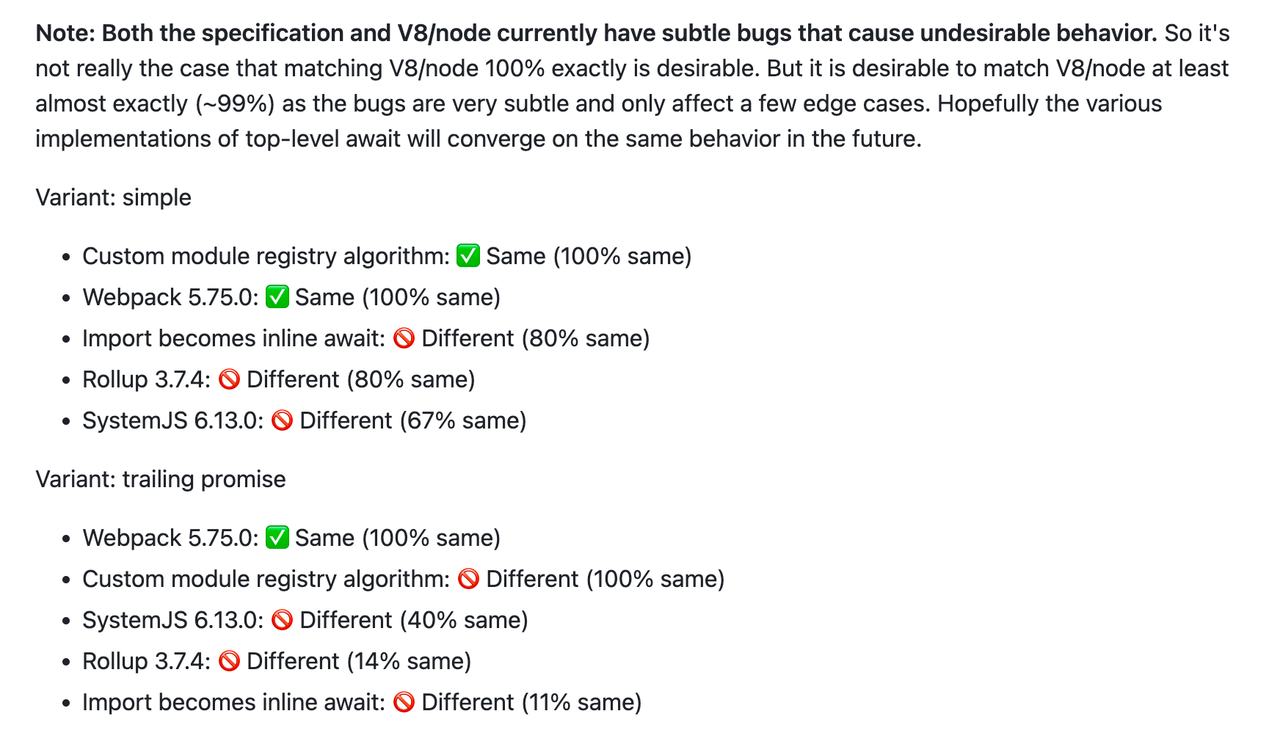 Note: Both the specification and V8/node currently have subtle bugs that cause undesirable behavior. So it's
not really the case that matching V8/node 100% exactly is desirable. But it is desirable to match V8/node at least
almost exactly (~99%) as the bugs are very subtle and only affect a few edge cases. Hopefully the various
implementations of top-level await will converge on the same behavior in the future.
Variant: simple
• Custom module registry algorithm: ✅ Same (100% same)
• Webpack 5.75.0: ✅ Same (100% same)
• Import becomes inline await: 🚫 Different (80% same)
• Rollup 3.7.4: 🚫 Different (80% same)
• SystemJS 6.13.0: 🚫 Different (67% same)
Variant: trailing promise
• Webpack 5.75.0: ✅ Same (100% same)
• Custom module registry algorithm: 🚫 Different (100% same)
• SystemJS 6.13.0: 🚫 Different (40% same)
• Rollup 3.7.4: 🚫 Different (14% same)
• Import becomes inline await: 🚫 Different (11% same)